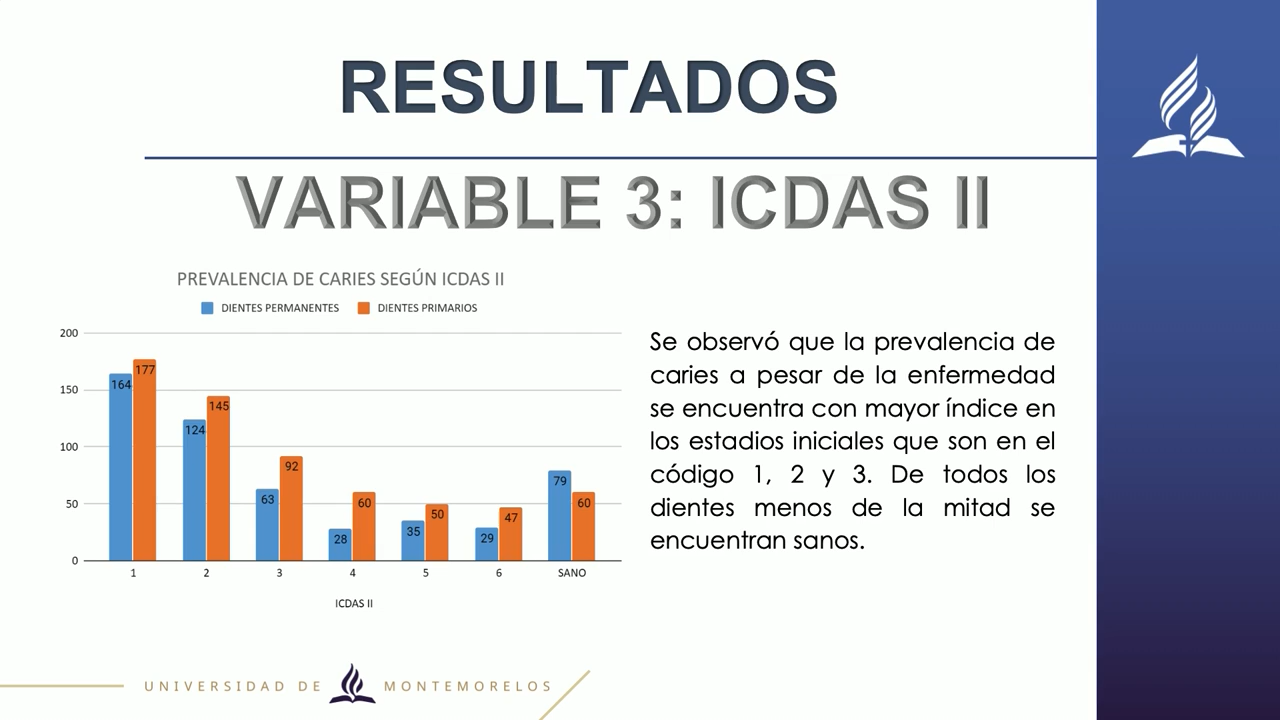 RESULTADOS
VARIABLE 3: ICDAS II
PREVALENCIA DE CARIES SEGÚN ICDAS II
DIENTES PERMANENTES DIENTES PRIMARIOS
200
150
100
50
0
164 177
124 145
63 92
28 60
35 50
29 47
79 60
1 2 3 4 5 6 SANO
ICDAS II
Se observó que la prevalencia de
caries a pesar de la enfermedad
se encuentra con mayor índice en
los estadios iniciales que son en el
código 1, 2 y 3. De todos los
dientes menos de la mitad se
encuentran sanos.
UNIVERSIDAD DE MONTEMORELOS